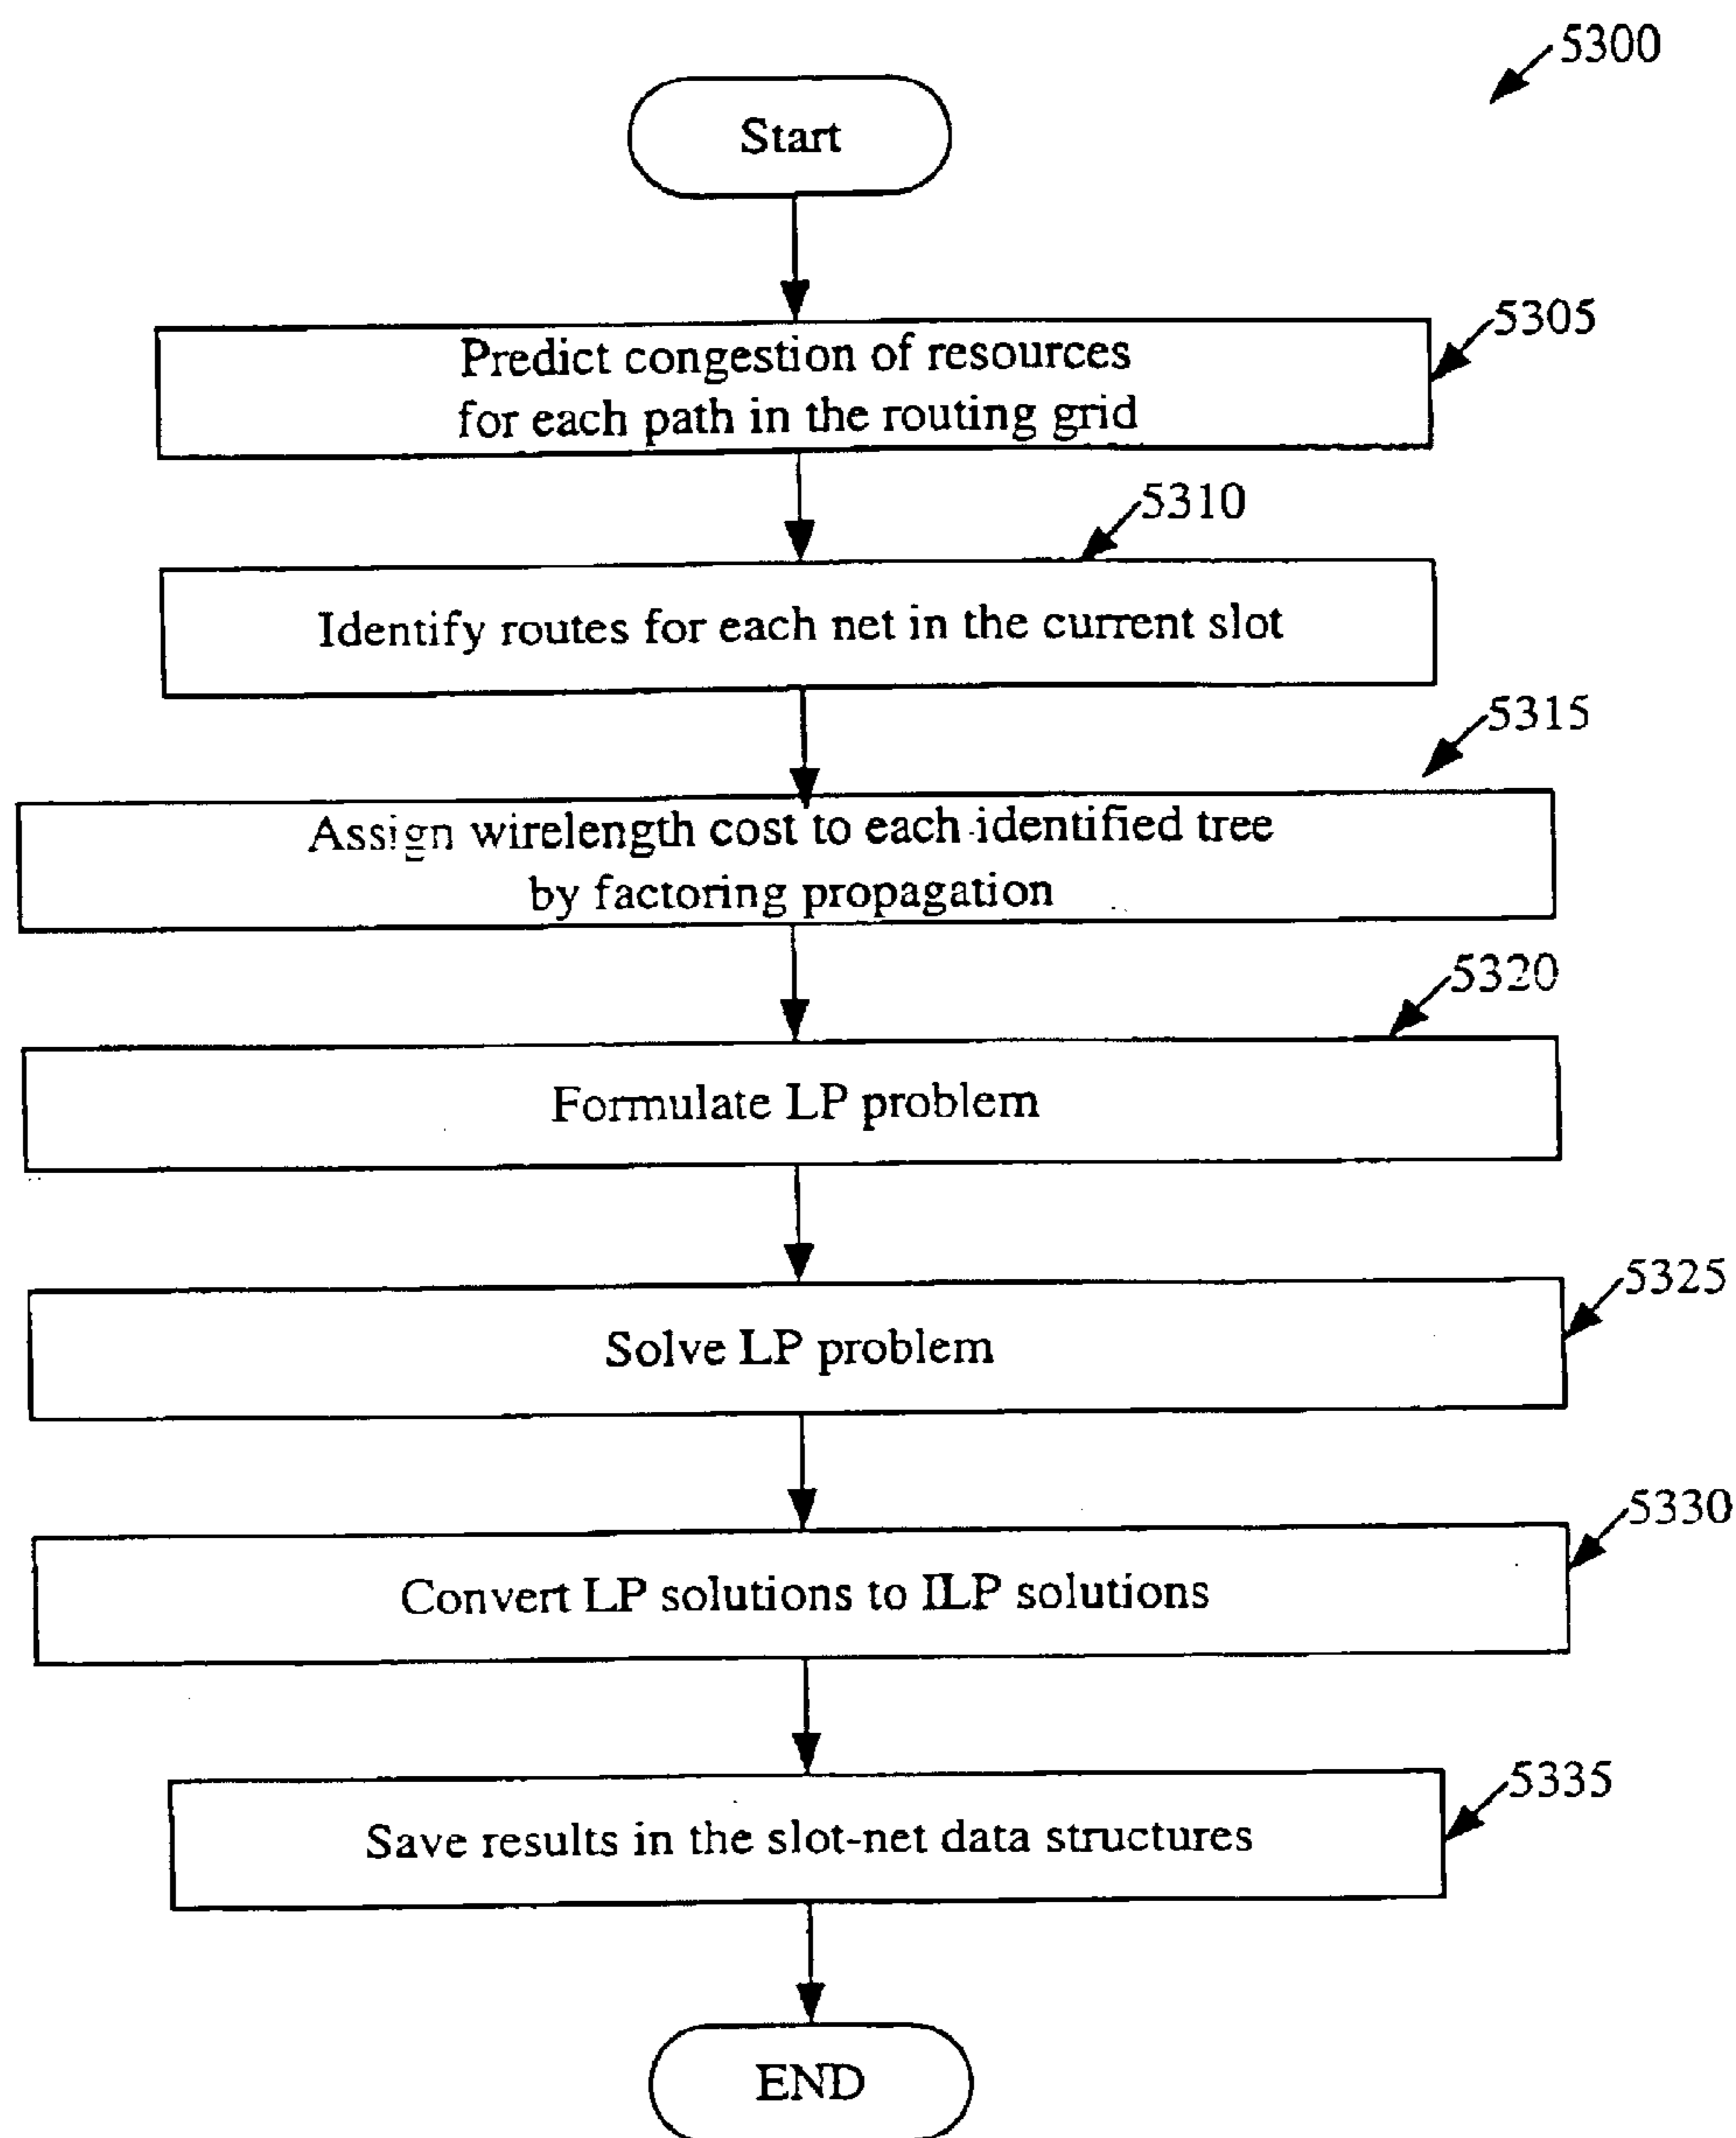 5300
Start
5305
Predict congestion of resources
for each path in the routing grid
5310
Identify routes for each net in the current slot
5315
Assign wirelength cost to each identified tree
by factoring propagation
5320
Formulate LP problem
5325
Solve LP problem
5330
Convert LP solutions to ILP solutions
5335
Save results in the slot-net data structures
END